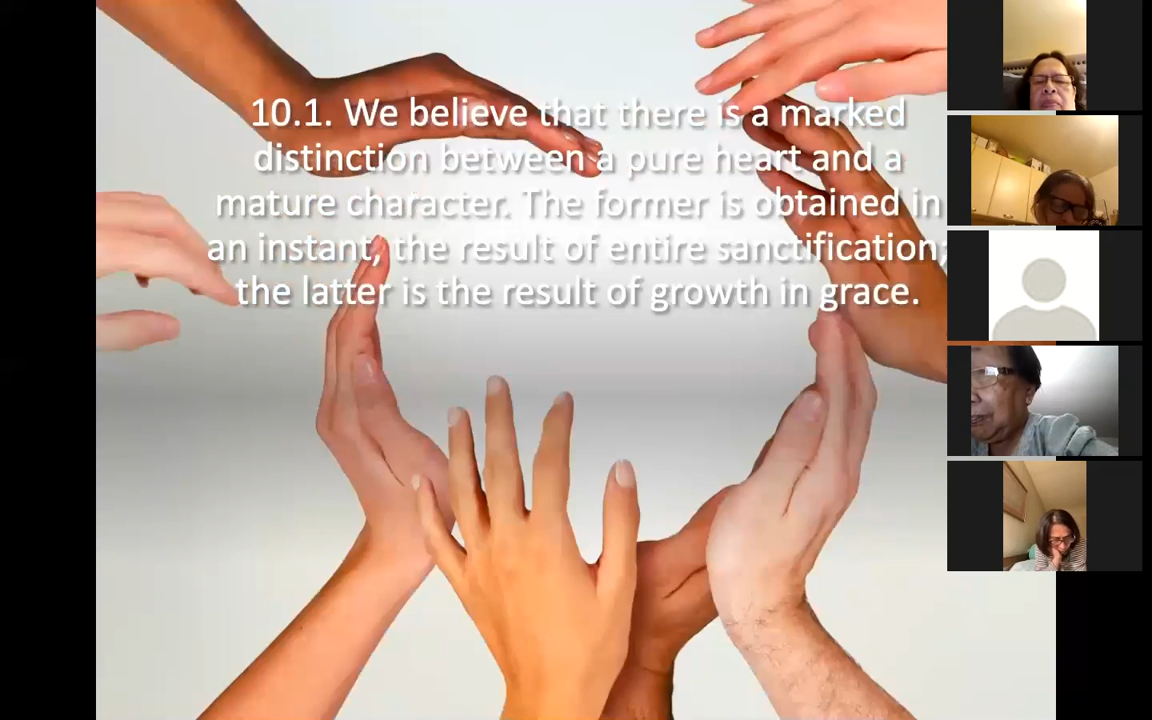 10.1. We believe that there is a marked
distinction between a pure heart and a
mature character. The former is obtained in
an instant, the result of entire sanctification;
the latter is the result of growth in grace.